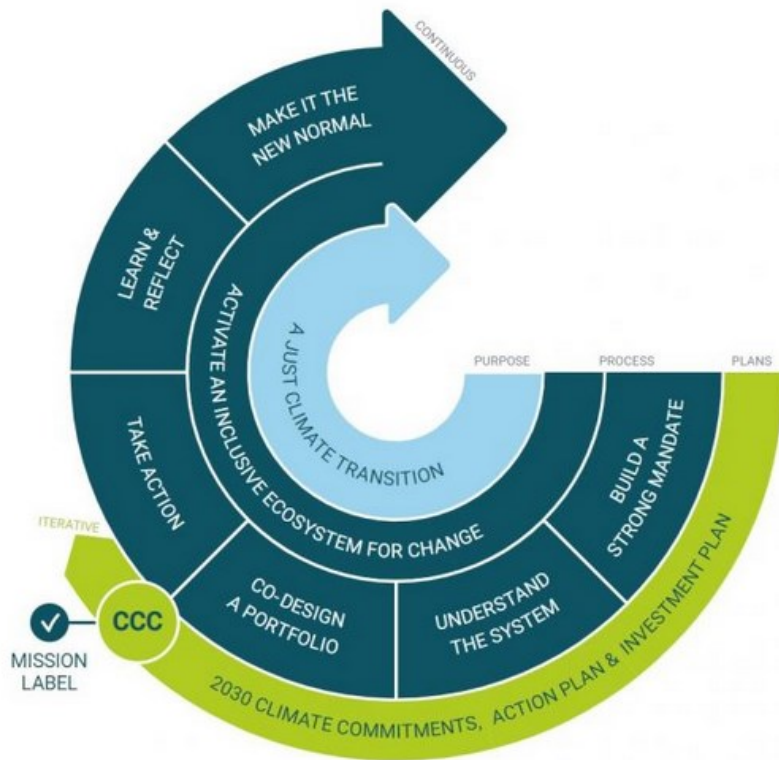 CONTINUOUS
MAKE IT THE
NEW NORMAL
LEARN &
REFLECT
ACTIVATE AN INCLUSIVE ECOSYSTEM FOR CHANGE
A JUST CLIMATE TRANSITION
PURPOSE
PROCESS
PLANS
BUILD A
STRONG MANDATE
TAKE ACTION
ITERATIVE
CO-DESIGN
A PORTFOLIO
UNDERSTAND
THE SYSTEM
CCC
MISSION
LABEL
2030 CLIMATE COMMITMENTS, ACTION PLAN & INVESTMENT PLAN